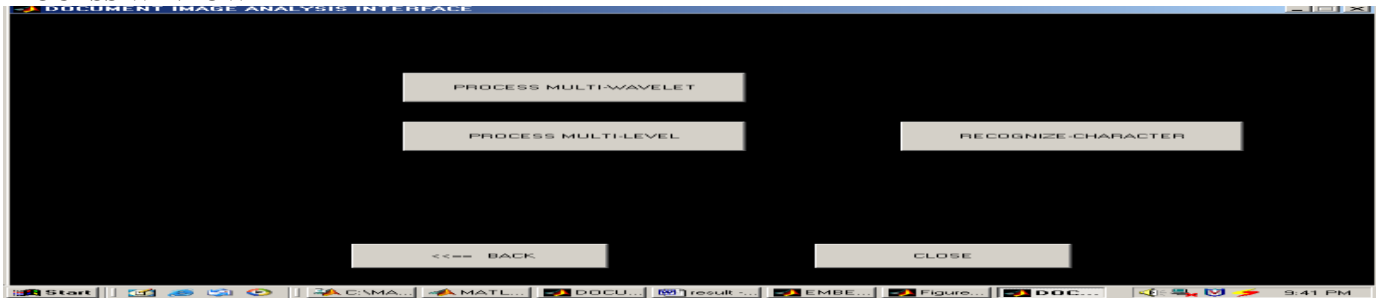 DOCUMENT IMAGE ANALYSIS INTERFACE
PROCESS MULTI-WAVELET
PROCESS MULTI-LEVEL
RECOGNIZE-CHARACTER
<<== BACK
CLOSE
Start C:\MA... MATL... DOCU... result -... EMBE... Figure... DOC... 9:41 PM